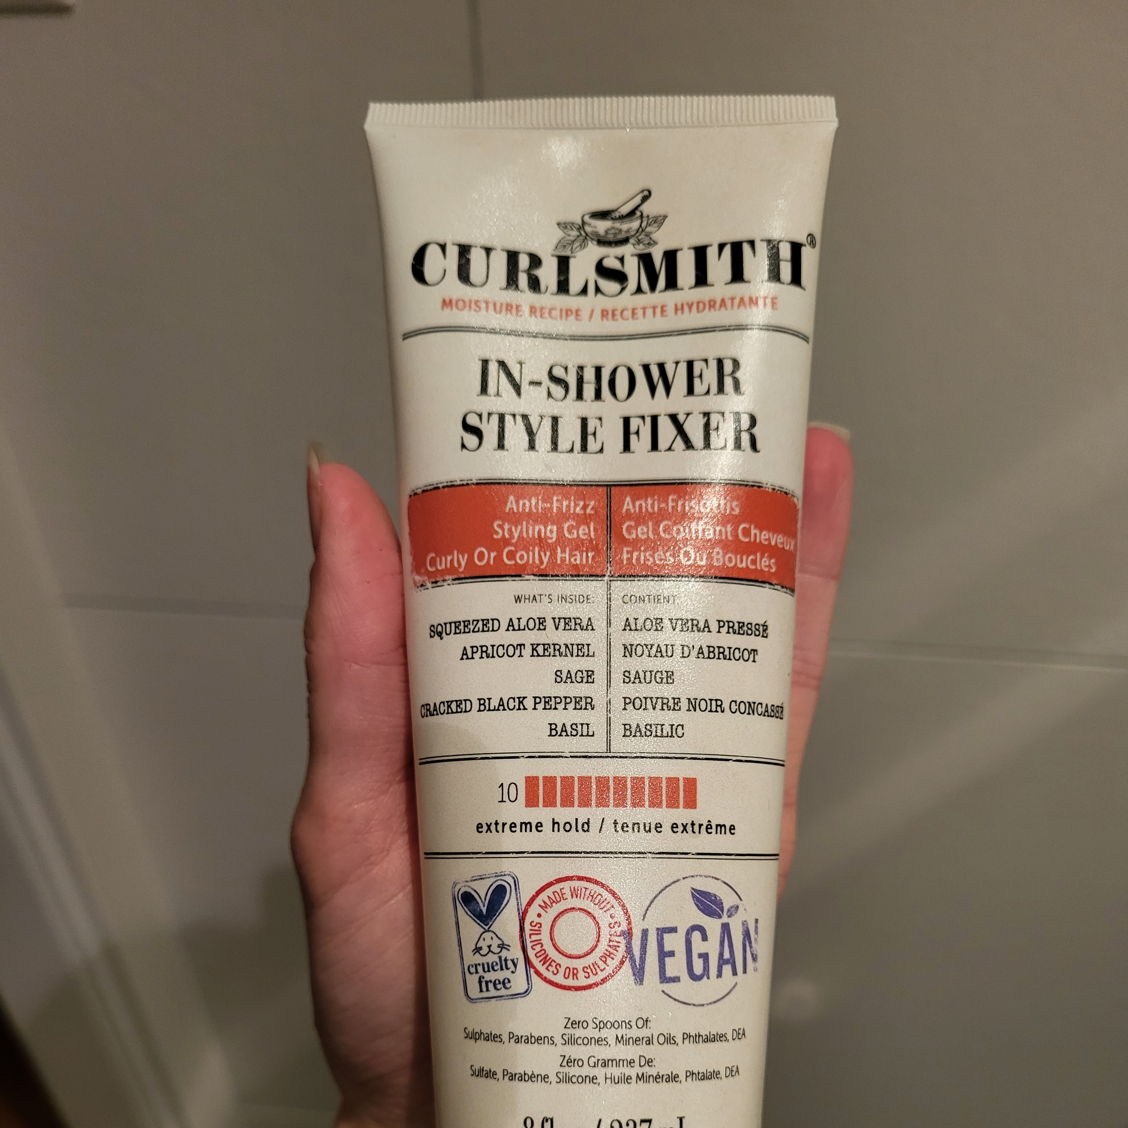 CURLSMITH®
MOISTURE RECIPE / RECETTE HYDRATANTE
IN-SHOWER
STYLE FIXER
Anti-Frizz
Styling Gel
Curly Or Coily Hair
Anti-Frisottis
Gel Coiffant Cheveux
Frisés Ou Bouclés
WHAT'S INSIDE:
SQUEEZED ALOE VERA
APRICOT KERNEL
SAGE
CRACKED BLACK PEPPER
BASIL
CONTIENT:
ALOE VERA PRESSÉ
NOYAU D'ABRICOT
SAUGE
POIVRE NOIR CONCASSÉ
BASILIC
10
extreme hold / tenue extrême
cruelty
free
MADE WITHOUT
SILICONES OR SULPHATES
VEGAN
Zero Spoons Of:
Sulphates, Parabens, Silicones, Mineral Oils, Phthalates, DEA
Zéro Gramme De:
Sulfate, Parabène, Silicone, Huile Minérale, Phtalate, DEA
8 fl / 237 mL